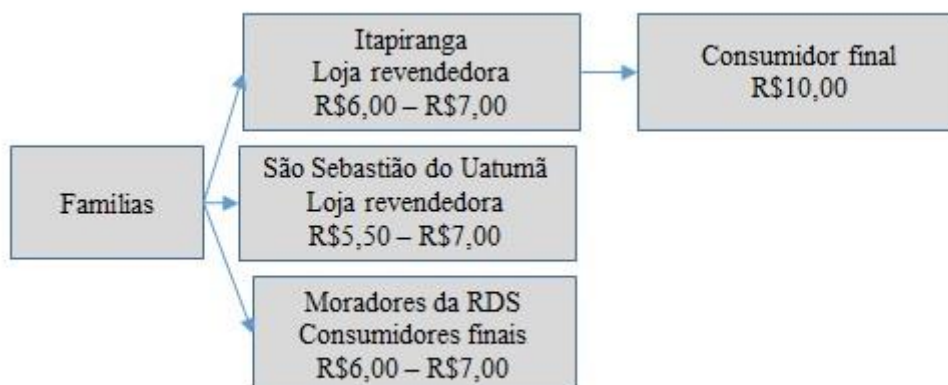 Itapiranga
Loja revendedora
R$6,00 – R$7,00
Consumidor final
R$10,00
Famílias
São Sebastião do Uatumã
Loja revendedora
R$5,50 – R$7,00
Moradores da RDS
Consumidores finais
R$6,00 – R$7,00